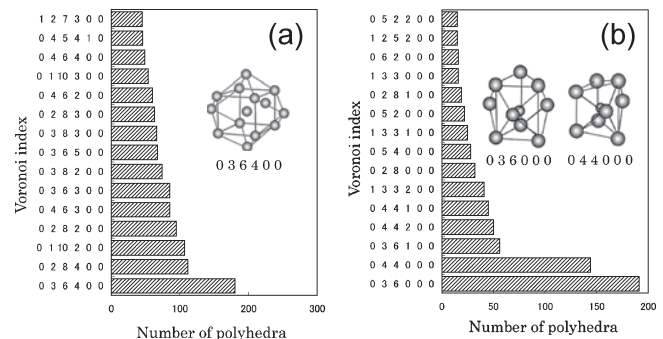 (a)
Voronoi index
1 2 7 3 0 0
0 4 5 4 1 0
0 4 6 4 0 0
0 1 10 3 0 0
0 4 6 2 0 0
0 2 8 3 0 0
0 3 8 3 0 0
0 3 6 5 0 0
0 3 8 2 0 0
0 3 6 3 0 0
0 4 6 3 0 0
0 2 8 2 0 0
0 1 10 2 0 0
0 2 8 4 0 0
0 3 6 4 0 0
0 3 6 4 0 0
0 100 200 300
Number of polyhedra
(b)
Voronoi index
0 5 2 2 0 0
1 2 5 2 0 0
0 6 2 0 0 0
1 3 3 0 0 0
0 2 8 1 0 0
0 5 2 0 0 0
1 3 3 1 0 0
0 5 4 0 0 0
0 2 8 0 0 0
1 3 3 2 0 0
0 4 4 1 0 0
0 4 4 2 0 0
0 3 6 1 0 0
0 4 4 0 0 0
0 3 6 0 0 0
0 3 6 0 0 0 0 4 4 0 0 0
0 50 100 150 200
Number of polyhedra